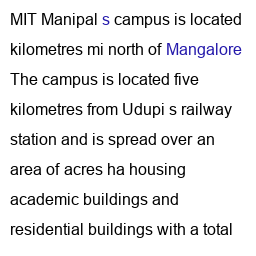 MIT Manipal s campus is located
kilometres mi north of Mangalore
The campus is located five
kilometres from Udupi s railway
station and is spread over an
area of acres ha housing
academic buildings and
residential buildings with a total